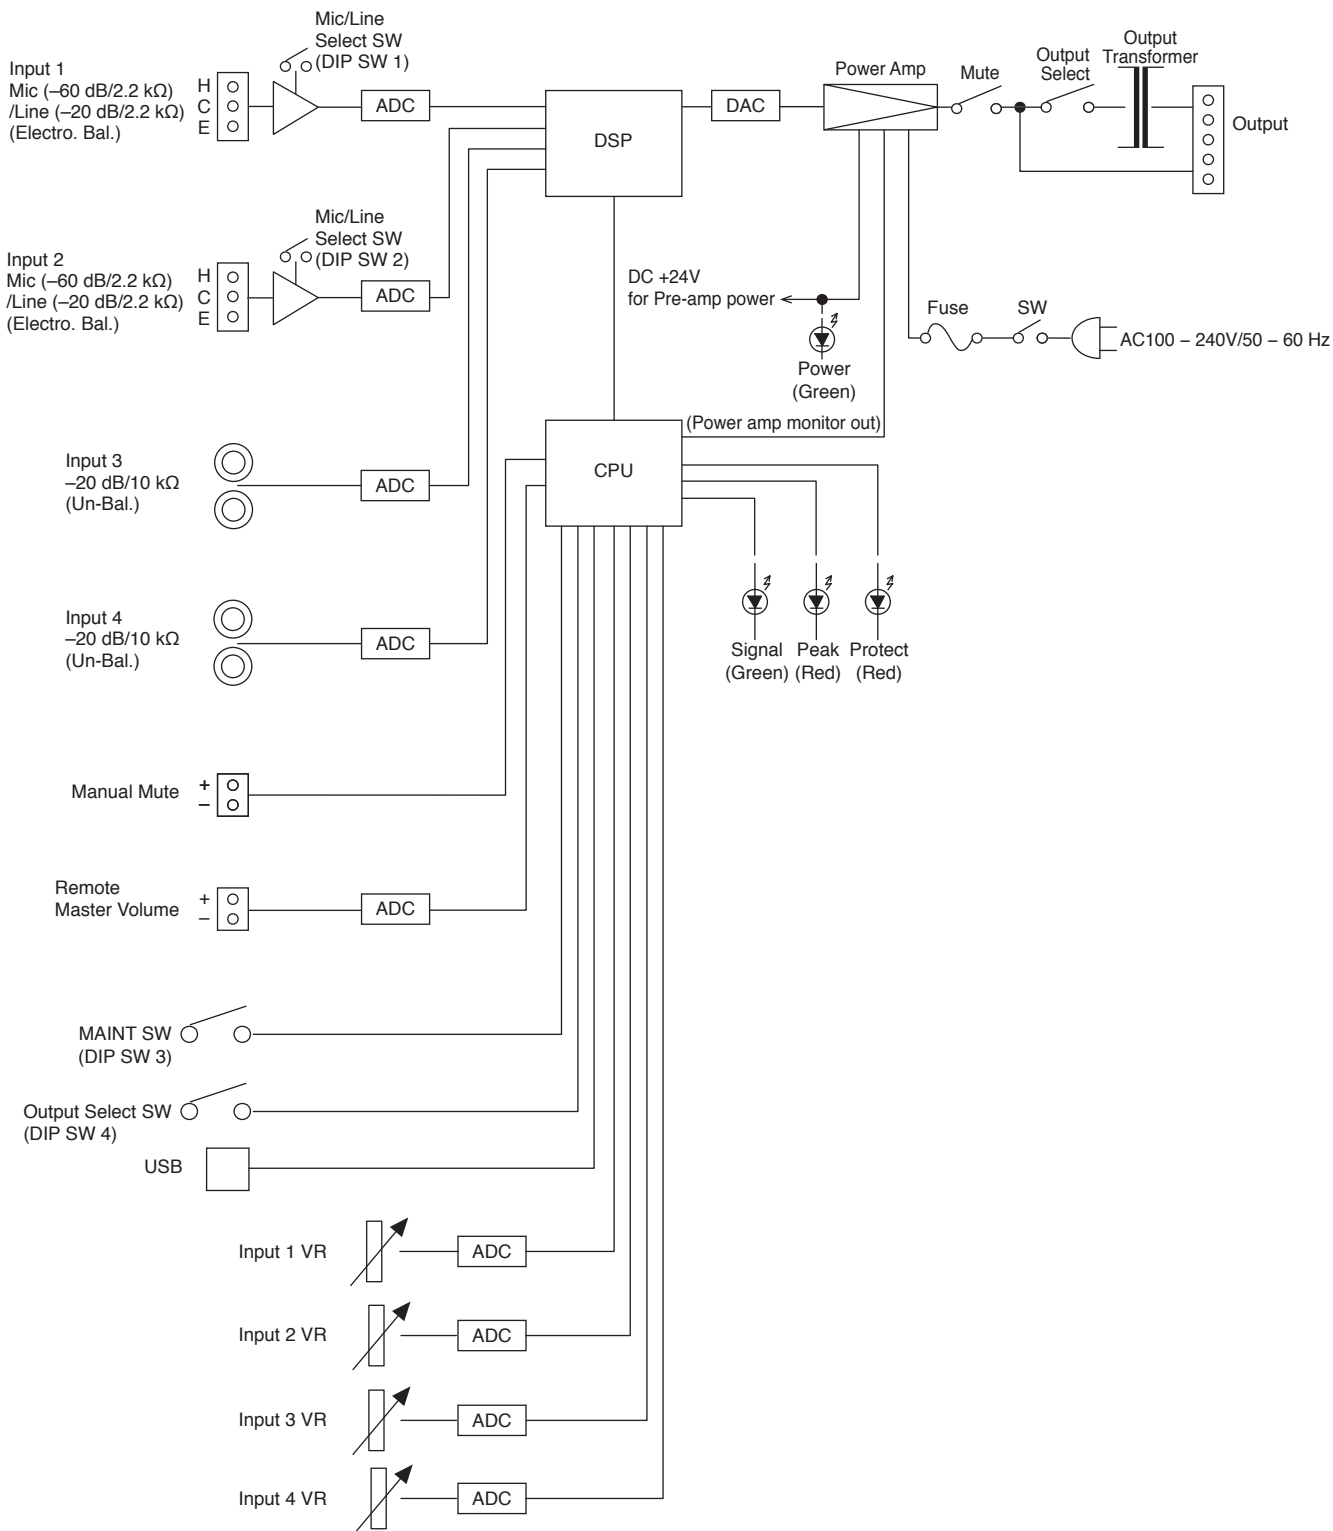 Mic/Line
Select SW
(DIP SW 1)
Input 1
Mic (–60 dB/2.2 kΩ)
/Line (–20 dB/2.2 kΩ)
(Electro. Bal.)
H
C
E
ADC
DSP
DAC
Power Amp
Mute
Output
Select
Output
Transformer
Output
Mic/Line
Select SW
(DIP SW 2)
Input 2
Mic (–60 dB/2.2 kΩ)
/Line (–20 dB/2.2 kΩ)
(Electro. Bal.)
H
C
E
ADC
DC +24V
for Pre-amp power
Power
(Green)
Fuse
SW
AC100 – 240V/50 – 60 Hz
(Power amp monitor out)
CPU
Input 3
–20 dB/10 kΩ
(Un-Bal.)
ADC
Input 4
–20 dB/10 kΩ
(Un-Bal.)
ADC
Signal
(Green)
Peak
(Red)
Protect
(Red)
Manual Mute
+
–
Remote
Master Volume
+
–
ADC
MAINT SW
(DIP SW 3)
Output Select SW
(DIP SW 4)
USB
Input 1 VR
ADC
Input 2 VR
ADC
Input 3 VR
ADC
Input 4 VR
ADC